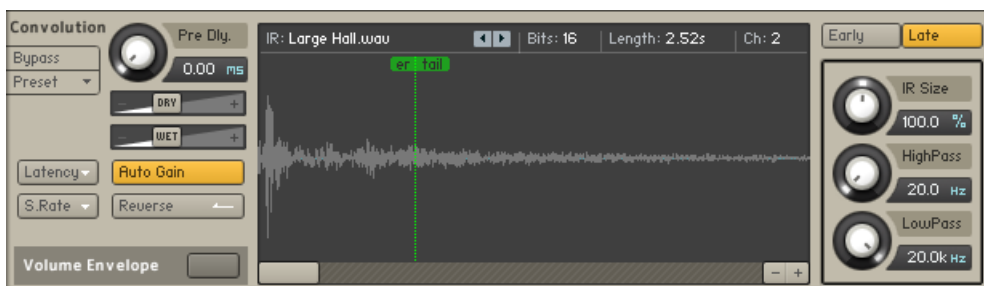 Convolution
Pre Dly.
Bypass
0.00 ms
Preset
DRY
- +
WET
- +
Latency
Auto Gain
S.Rate
Reverse
Volume Envelope
IR: Large Hall.wav
Bits: 16
Length: 2.52s
Ch: 2
er tail
- +
Early
Late
IR Size
100.0 %
HighPass
20.0 Hz
LowPass
20.0k Hz